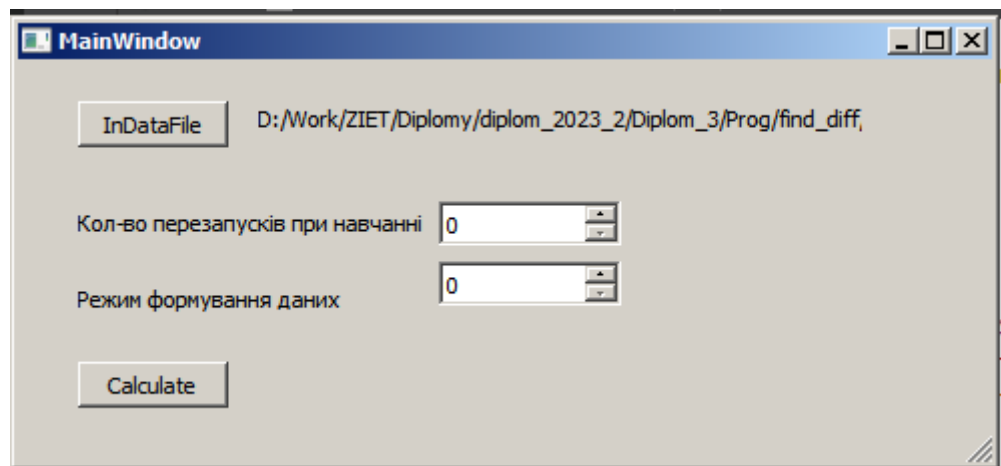 MainWindow
InDataFile D:/Work/ZIET/Diplomy/diplom_2023_2/Diplom_3/Prog/find_diff,
Кол-во перезапусків при навчанні 0
Режим формування даних 0
Calculate